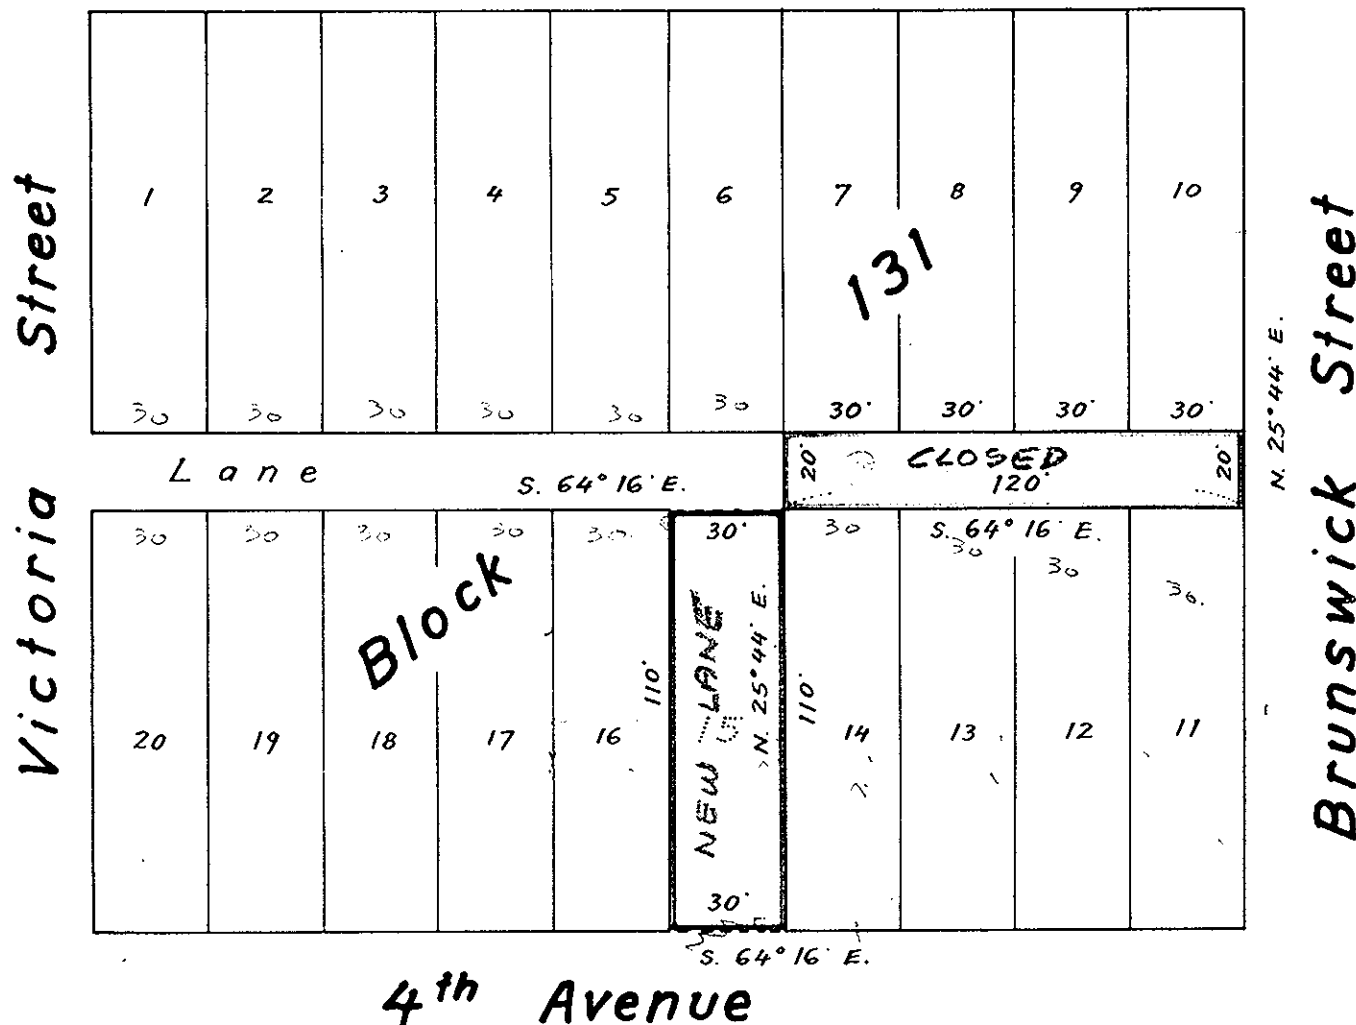 1 2 3 4 5 6 7 8 9 10
131
30 30 30 30 30 30 30' 30' 30' 30'
Victoria Street
Brunswick Street
N. 25° 44' E.
Lane
S. 64° 16' E.
20' CLOSED 20'
120'
30 30 30 30 30. 30' 30 S. 64° 16' E.
30 30 30.
Block
110'
NEW LANE
15
N. 25° 44' E.
110'
20 19 18 17 16 14 13 12 11
30'
S. 64° 16' E.
4th Avenue